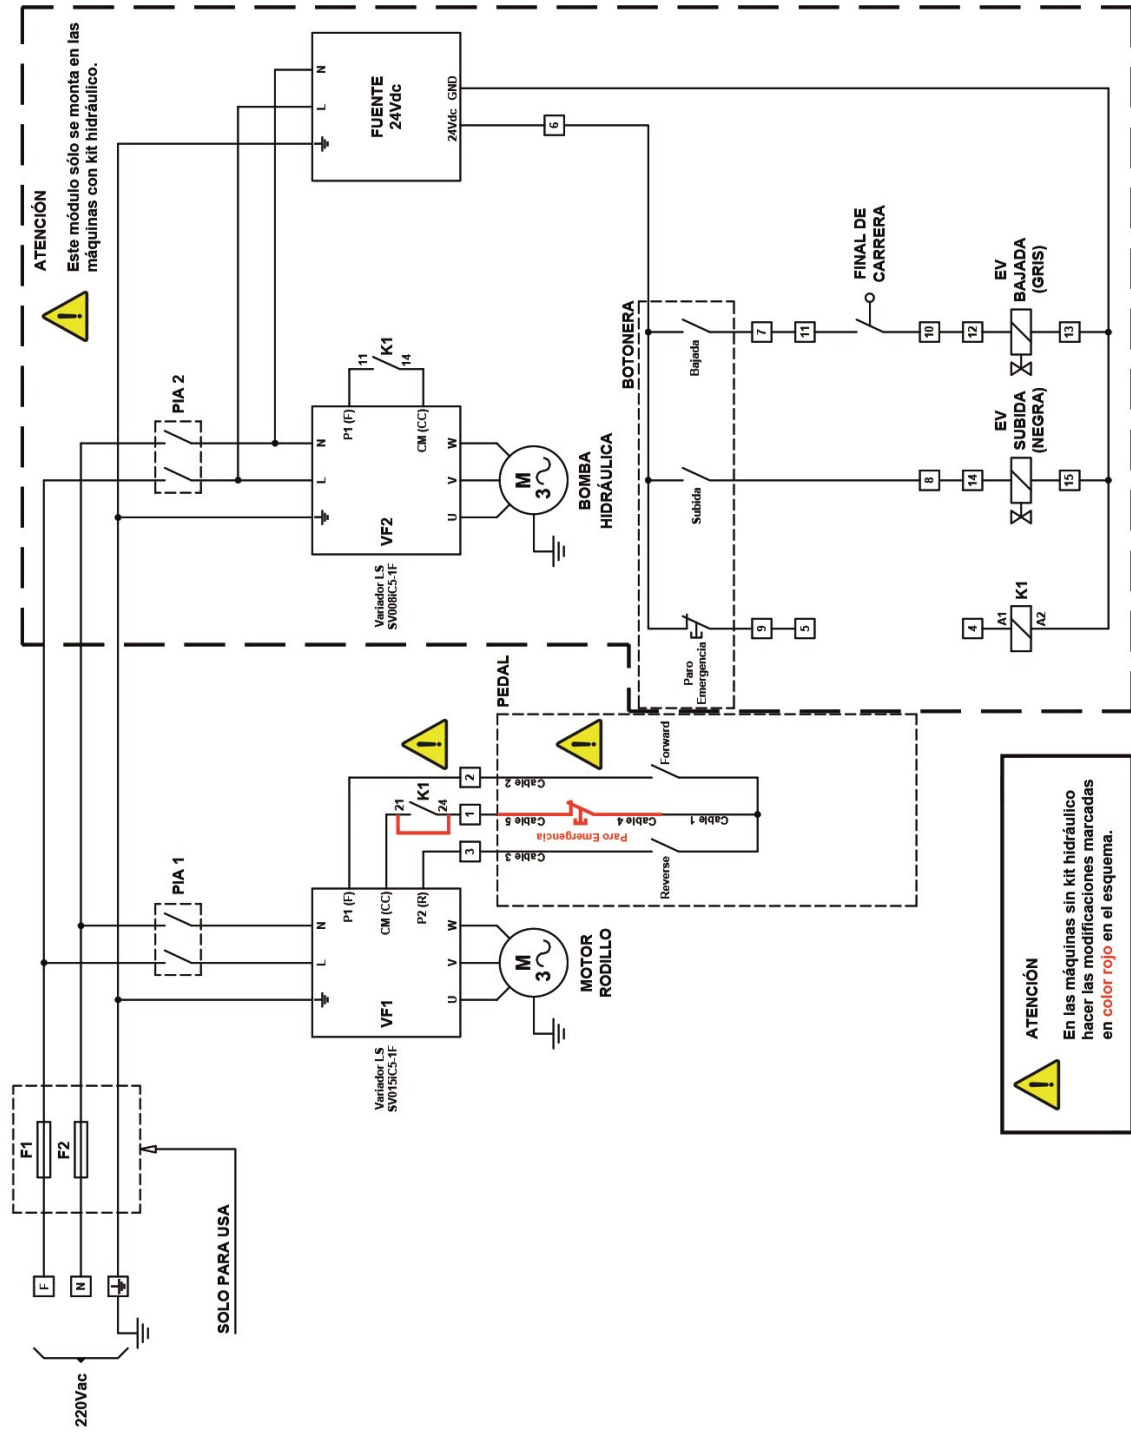 220Vac
F
N
F1
F2
SOLO PARA USA
PIA 1
L
N
VF1
P1 (F)
CM (CC)
P2 (R)
U
V
W
Variador LS
SV015iC5-1F
M
3
MOTOR
RODILLO
21
K1
24
3
1
2
PEDAL
Cable 3
Cable 5
Cable 2
Paro Emergencia
Cable 4
Cable 1
Reverse
Forward
ATENCIÓN
En las máquinas sin kit hidráulico
hacer las modificaciones marcadas
en color rojo en el esquema.
ATENCIÓN
Este módulo sólo se monta en las
máquinas con kit hidráulico.
PIA 2
L
N
VF2
P1 (F)
CM (CC)
U
V
W
Variador LS
SV008iC5-1F
11
K1
14
M
3
BOMBA
HIDRÁULICA
L
N
FUENTE
24Vdc
24Vdc
GND
6
BOTONERA
Paro
Emergencia
Subida
Bajada
9
5
7
11
FINAL DE
CARRERA
4
A1
K1
A2
8
14
EV
SUBIDA
(NEGRA)
15
10
12
EV
BAJADA
(GRIS)
13